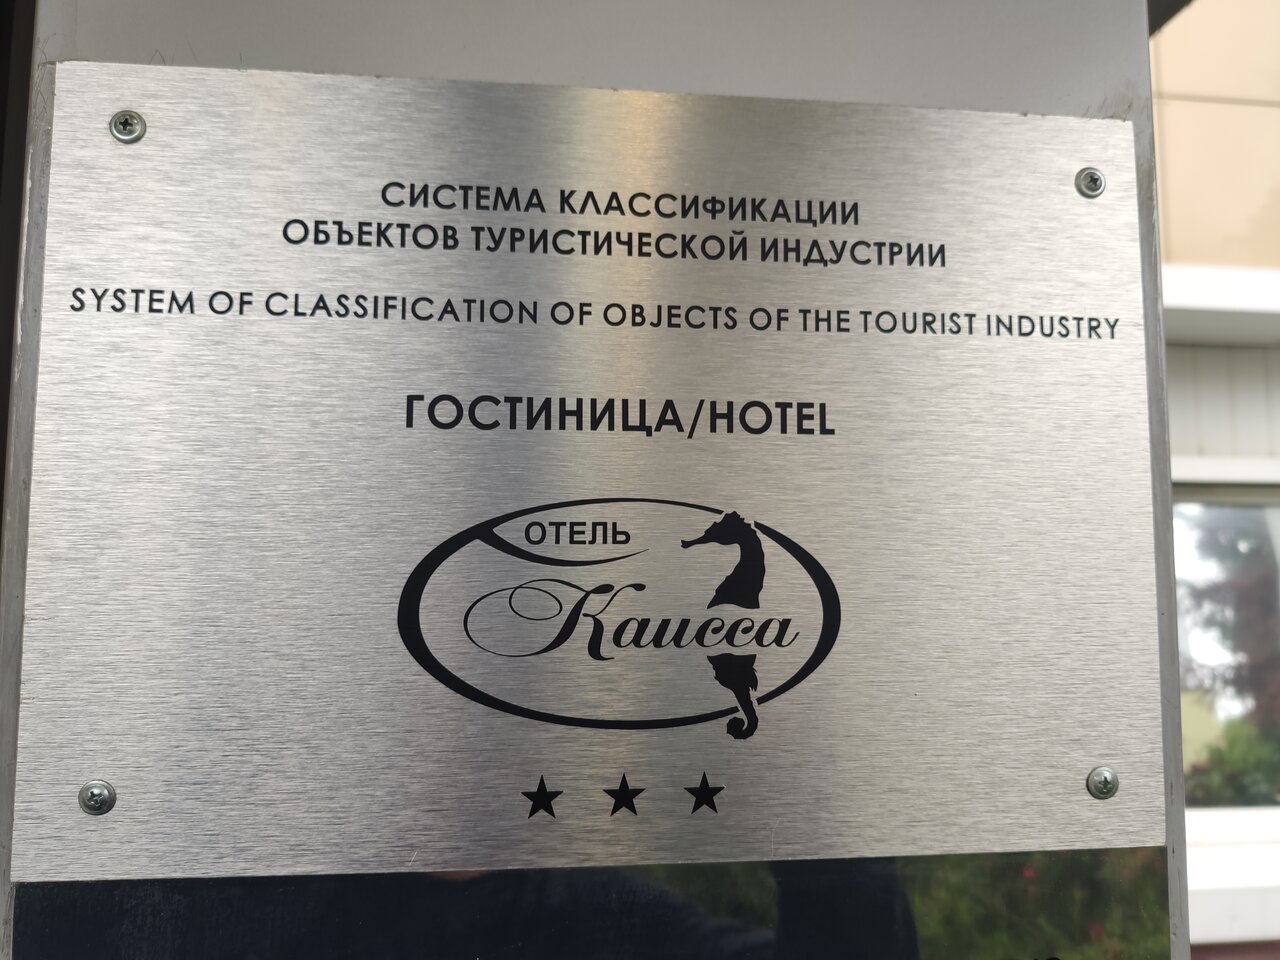 СИСТЕМА КЛАССИФИКАЦИИ
ОБЪЕКТОВ ТУРИСТИЧЕСКОЙ ИНДУСТРИИ
SYSTEM OF CLASSIFICATION OF OBJECTS OF THE TOURIST INDUSTRY
ГОСТИНИЦА/HOTEL
ОТЕЛЬ
Каисса